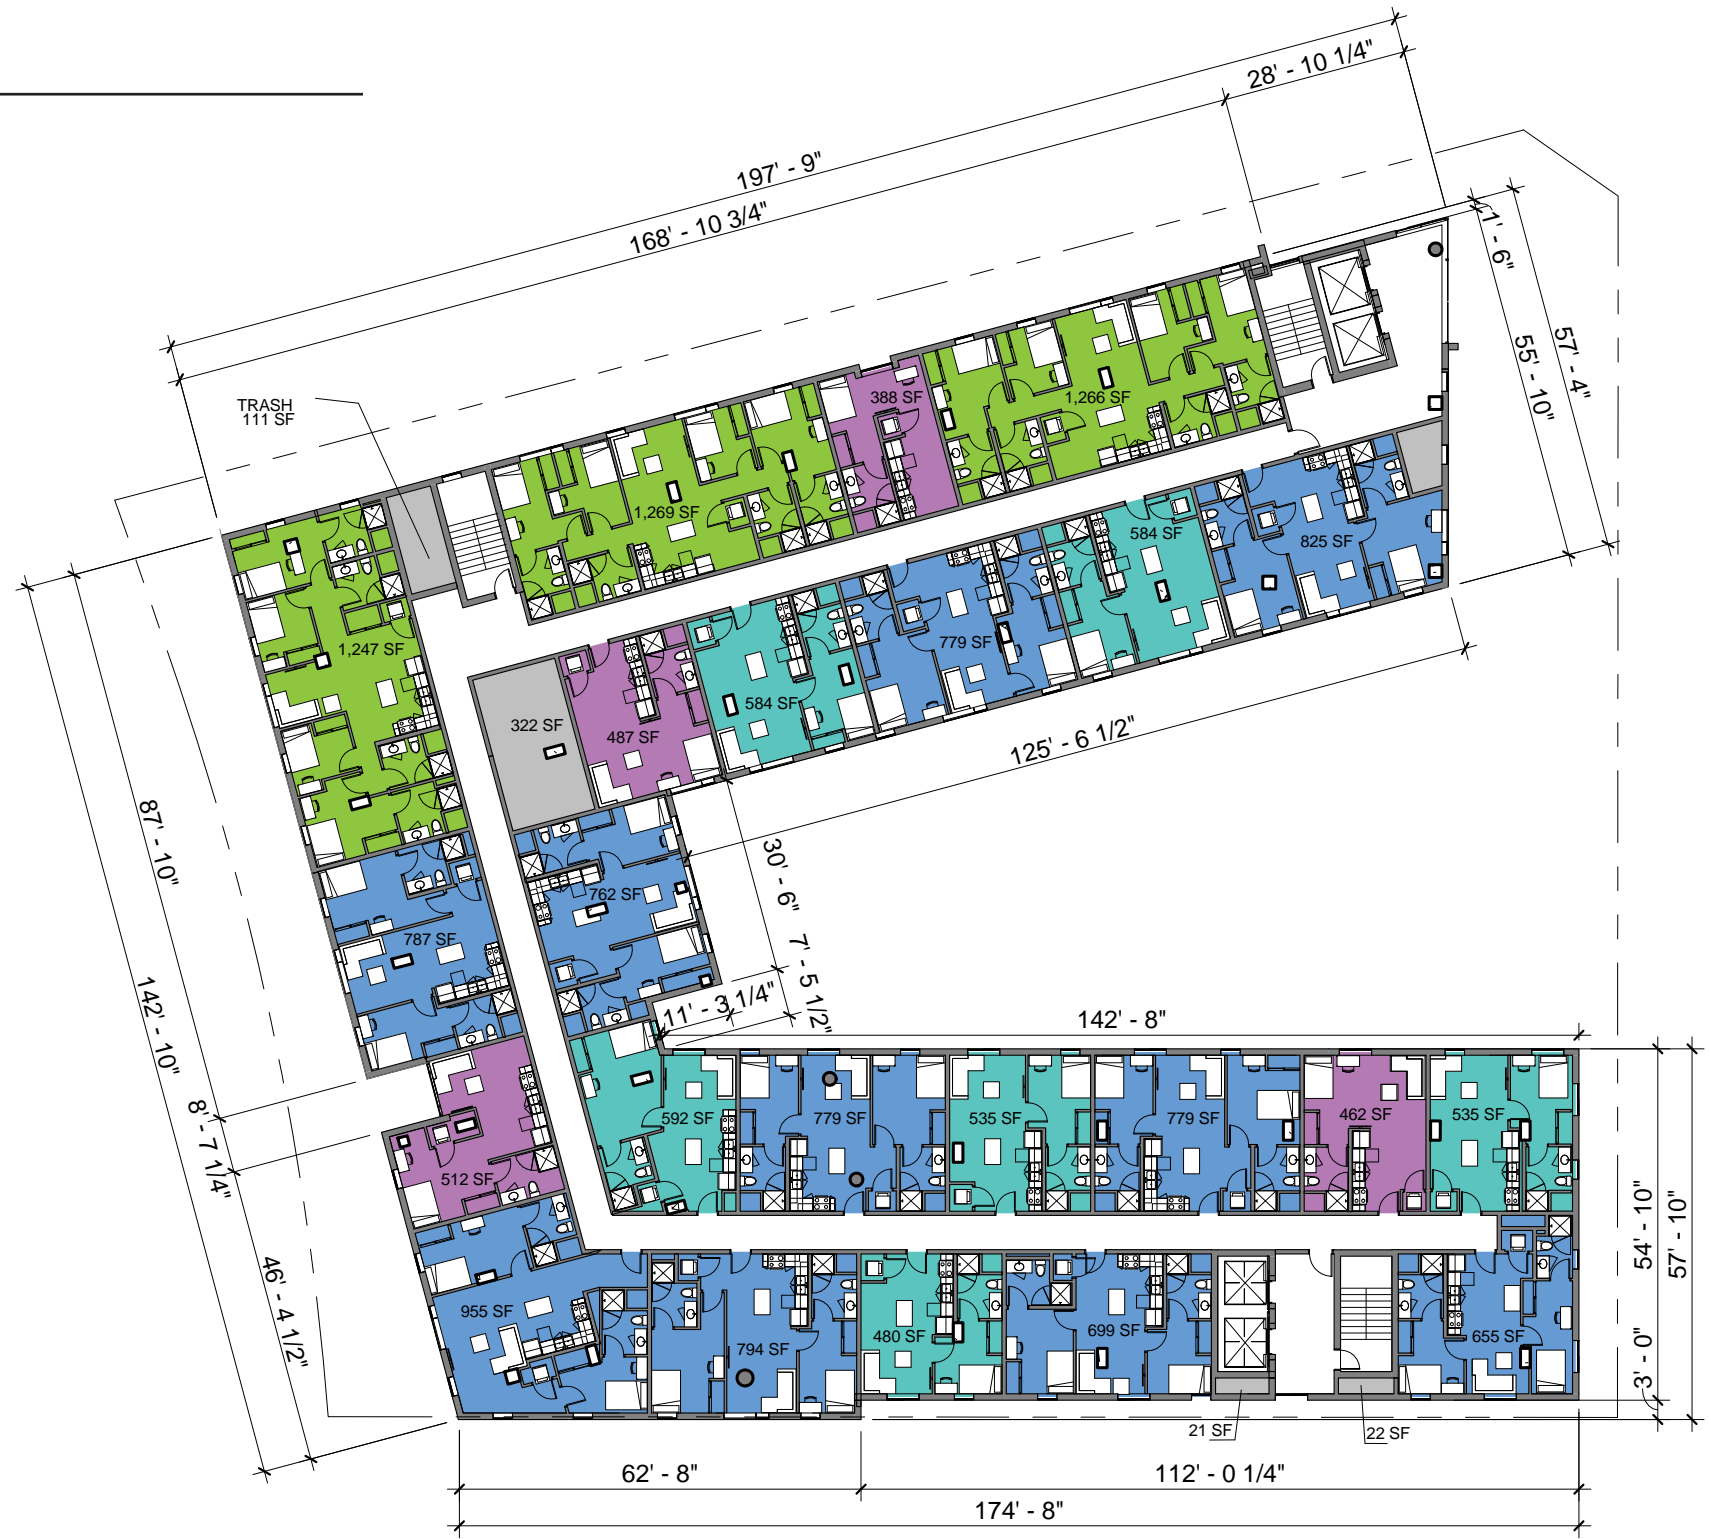 28' - 10 1/4"
197' - 9"
168' - 10 3/4"
1' - 6"
57' - 4"
55' - 10"
TRASH
111 SF
388 SF
1,266 SF
1,269 SF
584 SF
825 SF
1,247 SF
779 SF
584 SF
322 SF
487 SF
125' - 6 1/2"
87' - 10"
142' - 10"
30' - 6"
7' - 5 1/2"
762 SF
787 SF
11' - 3 1/4"
142' - 8"
8' - 7 1/4"
592 SF
779 SF
535 SF
779 SF
462 SF
535 SF
512 SF
54' - 10"
57' - 10"
46' - 4 1/2"
955 SF
794 SF
480 SF
699 SF
655 SF
3' - 0"
21 SF
22 SF
62' - 8"
112' - 0 1/4"
174' - 8"